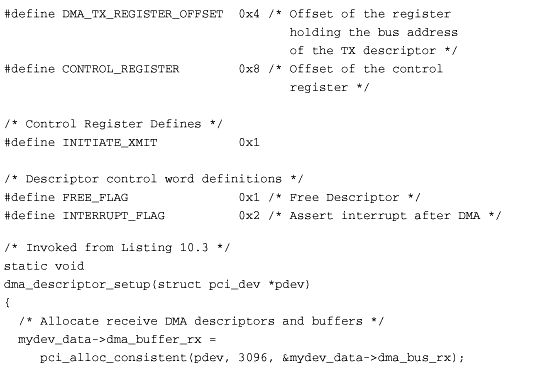 #define DMA_TX_REGISTER_OFFSET  0x4 /* Offset of the register
                                       holding the bus address
                                       of the TX descriptor */
#define CONTROL_REGISTER        0x8 /* Offset of the control
                                       register */

/* Control Register Defines */
#define INITIATE_XMIT           0x1

/* Descriptor control word definitions */
#define FREE_FLAG               0x1 /* Free Descriptor */
#define INTERRUPT_FLAG          0x2 /* Assert interrupt after DMA */

/* Invoked from Listing 10.3 */
static void
dma_descriptor_setup(struct pci_dev *pdev)
{
  /* Allocate receive DMA descriptors and buffers */
  mydev_data->dma_buffer_rx =
     pci_alloc_consistent(pdev, 3096, &mydev_data->dma_bus_rx);